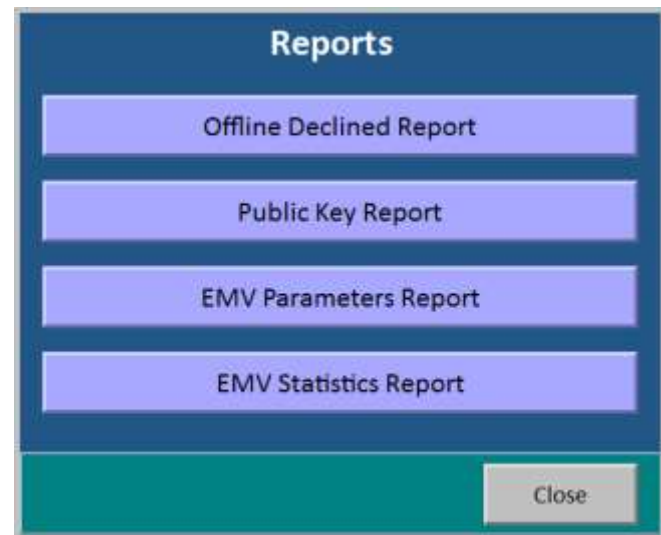 Reports
Offline Declined Report
Public Key Report
EMV Parameters Report
EMV Statistics Report
Close